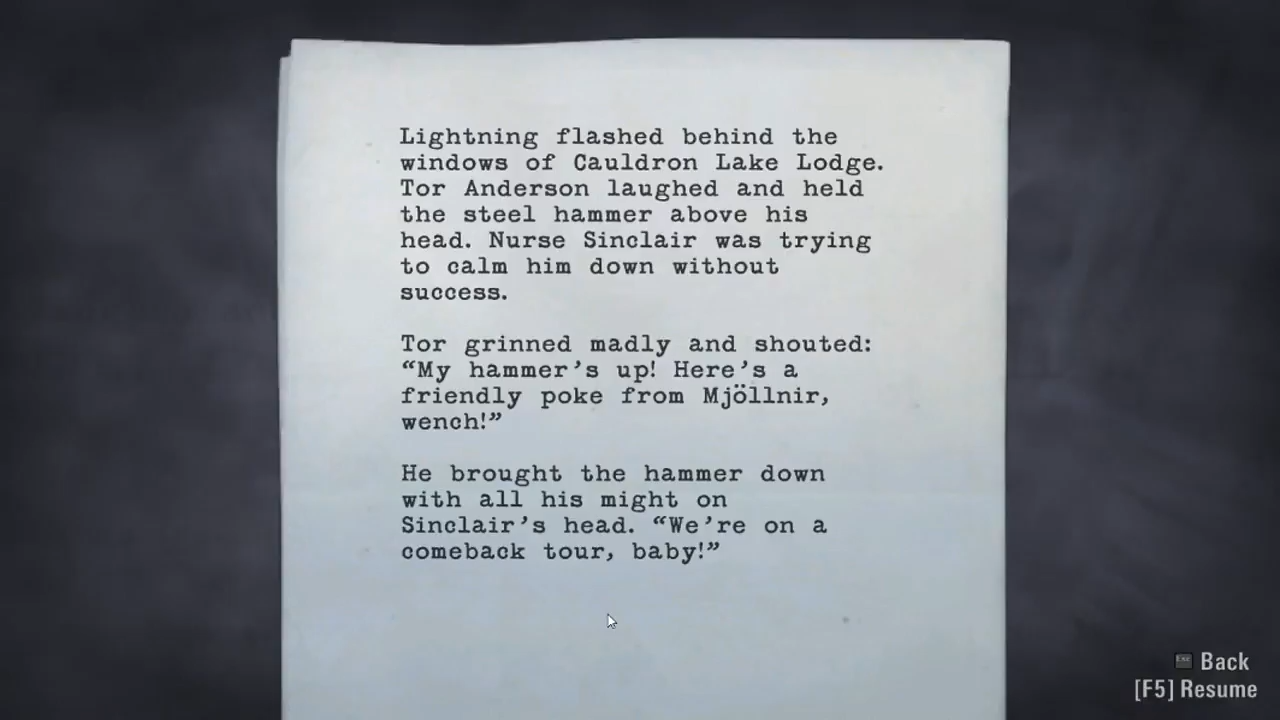 Lightning flashed behind the
windows of Cauldron Lake Lodge.
Tor Anderson laughed and held
the steel hammer above his
head. Nurse Sinclair was trying
to calm him down without
success.
Tor grinned madly and shouted:
“My hammer’s up! Here’s a
friendly poke from Mjöllnir,
wench!”
He brought the hammer down
with all his might on
Sinclair’s head. “We’re on a
comeback tour, baby!”
Esc Back
[F5] Resume